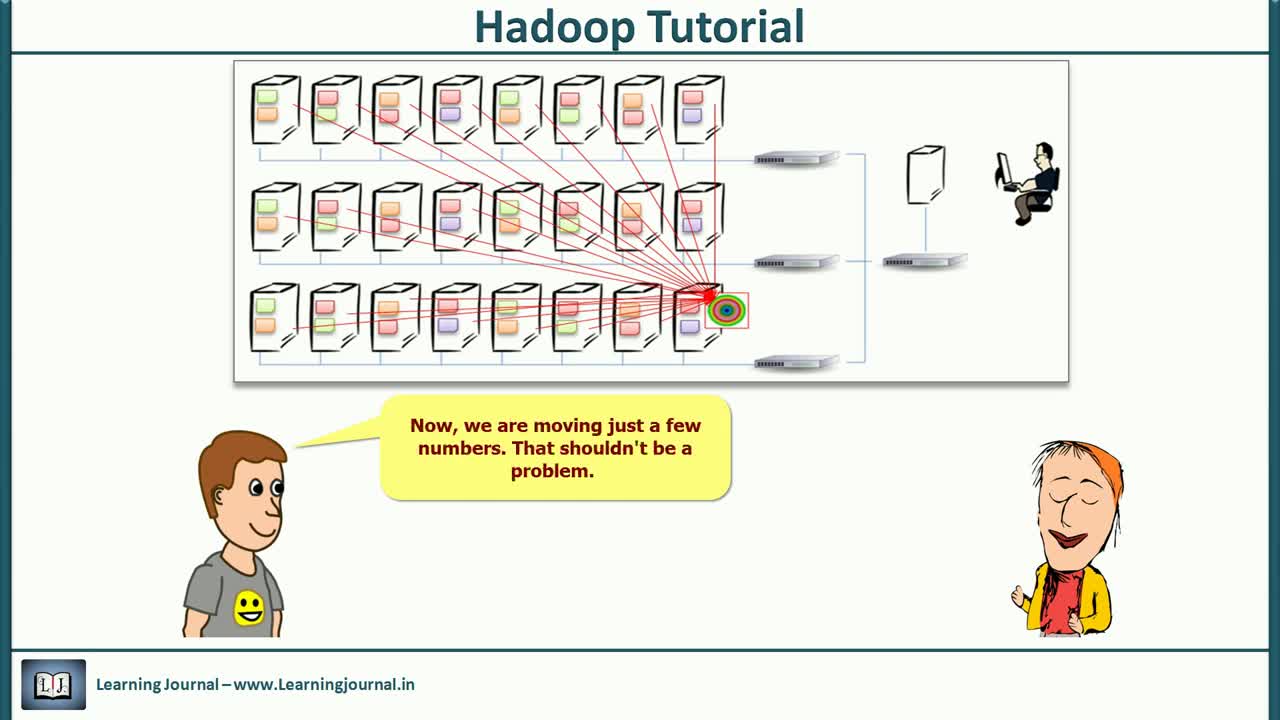 Hadoop Tutorial
Now, we are moving just a few
numbers. That shouldn't be a
problem.
LJ
Learning Journal – www.Learningjournal.in